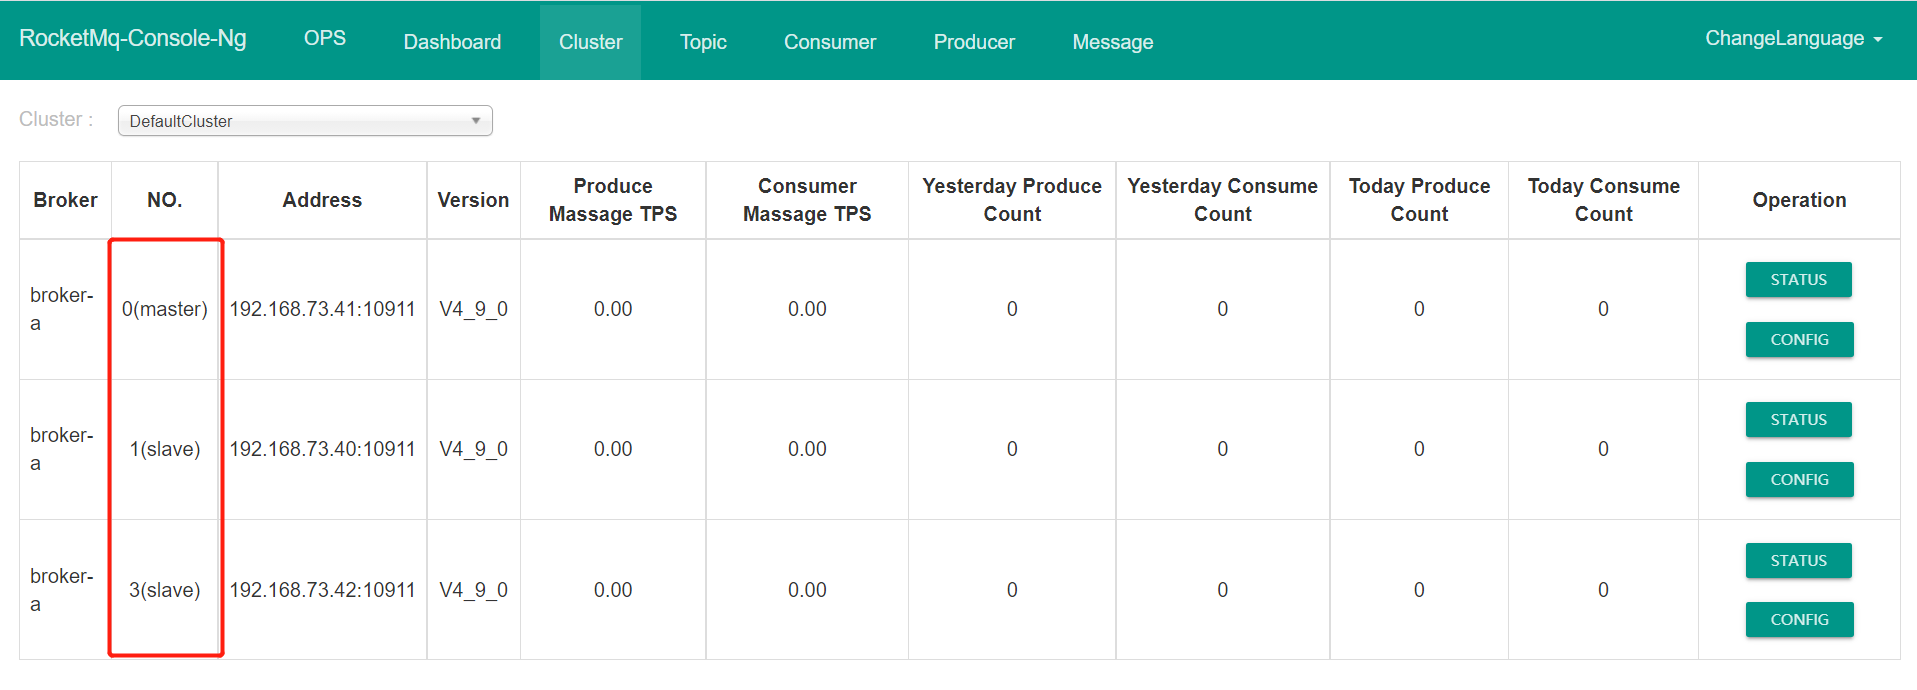 RocketMq-Console-Ng OPS Dashboard Cluster Topic Consumer Producer Message ChangeLanguage
Cluster : DefaultCluster
Broker NO. Address Version Produce Massage TPS Consumer Massage TPS Yesterday Produce Count Yesterday Consume Count Today Produce Count Today Consume Count Operation
broker-a 0(master) 192.168.73.41:10911 V4_9_0 0.00 0.00 0 0 0 0 STATUS
CONFIG
broker-a 1(slave) 192.168.73.40:10911 V4_9_0 0.00 0.00 0 0 0 0 STATUS
CONFIG
broker-a 3(slave) 192.168.73.42:10911 V4_9_0 0.00 0.00 0 0 0 0 STATUS
CONFIG